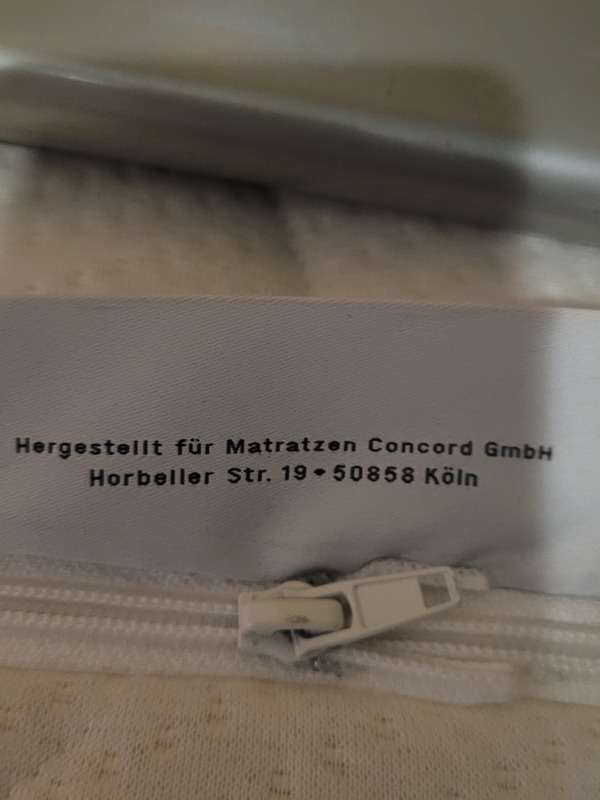 Hergestellt für Matratzen Concord GmbH
Horbeller Str. 19 • 50858 Köln